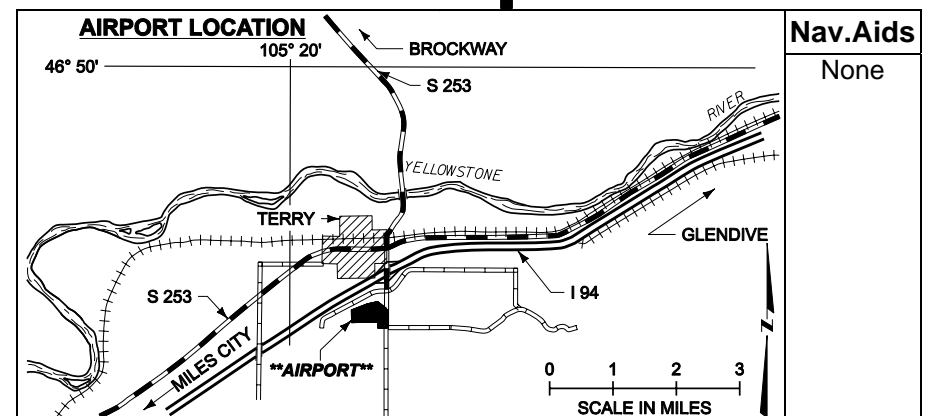 AIRPORT LOCATION
Nav.Aids
None
105° 20'
46° 50'
BROCKWAY
S 253
RIVER
YELLOWSTONE
TERRY
GLENDIVE
I 94
S 253
MILES CITY
**AIRPORT**
N
0 1 2 3
SCALE IN MILES